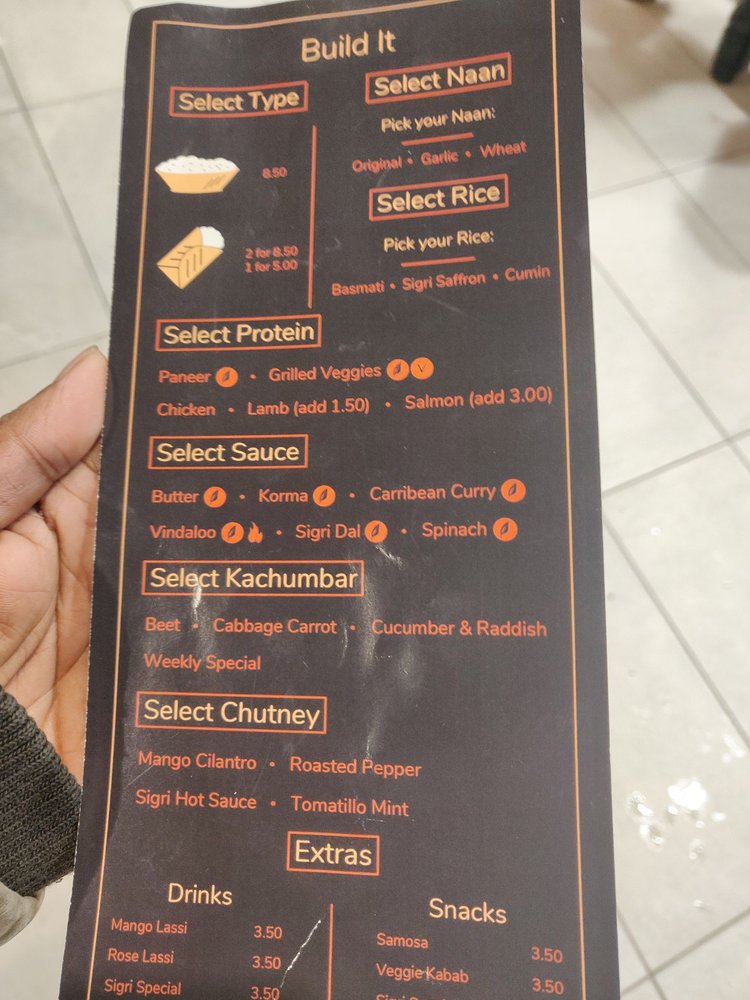 Build It
Select Type
8.50
2 for 8.50
1 for 5.00
Select Naan
Pick your Naan:
Original • Garlic • Wheat
Select Rice
Pick your Rice:
Basmati • Sigri Saffron • Cumin
Select Protein
Paneer • Grilled Veggies V
Chicken • Lamb (add 1.50) • Salmon (add 3.00)
Select Sauce
Butter • Korma • Carribean Curry
Vindaloo • Sigri Dal • Spinach
Select Kachumbar
Beet • Cabbage Carrot • Cucumber & Raddish
Weekly Special
Select Chutney
Mango Cilantro • Roasted Pepper
Sigri Hot Sauce • Tomatillo Mint
Extras
Drinks
Mango Lassi 3.50
Rose Lassi 3.50
Sigri Special 3.50
Snacks
Samosa 3.50
Veggie Kabab 3.50